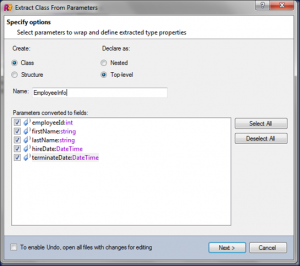 Extract Class From Parameters
Specify options
Select parameters to wrap and define extracted type properties
Create: Declare as:
Class Nested
Structure Top-level
Name: EmployeeInfo
Parameters converted to fields:
employeeId:int
firstName:string
lastName:string
hireDate:DateTime
terminateDate:DateTime
Select All
Deselect All
To enable Undo, open all files with changes for editing
Next > Cancel